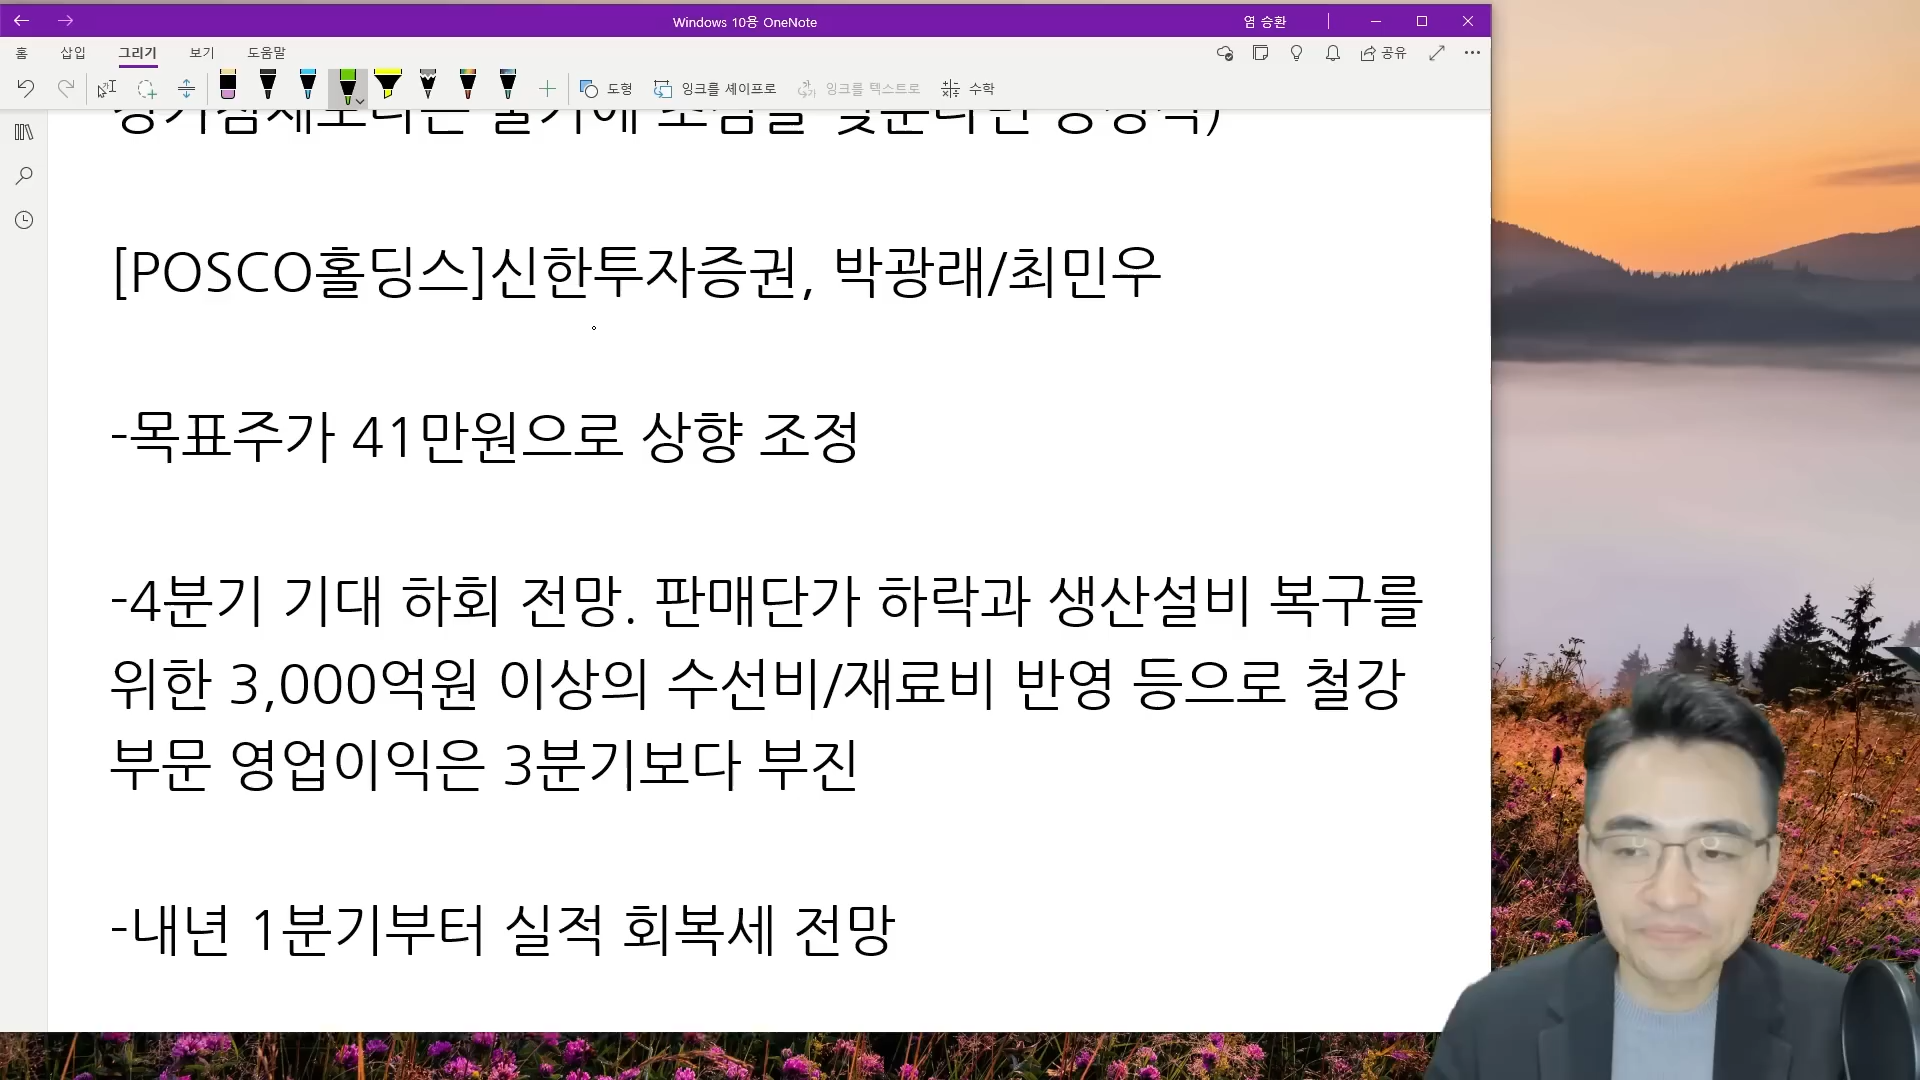 Windows 10용 OneNote
염 승환
홈 삽입 그리기 보기 도움말 공유
도형 잉크를 셰이프로 잉크를 텍스트로 수학
[POSCO홀딩스]신한투자증권, 박광래/최민우
-목표주가 41만원으로 상향 조정
-4분기 기대 하회 전망. 판매단가 하락과 생산설비 복구를
위한 3,000억원 이상의 수선비/재료비 반영 등으로 철강
부문 영업이익은 3분기보다 부진
-내년 1분기부터 실적 회복세 전망